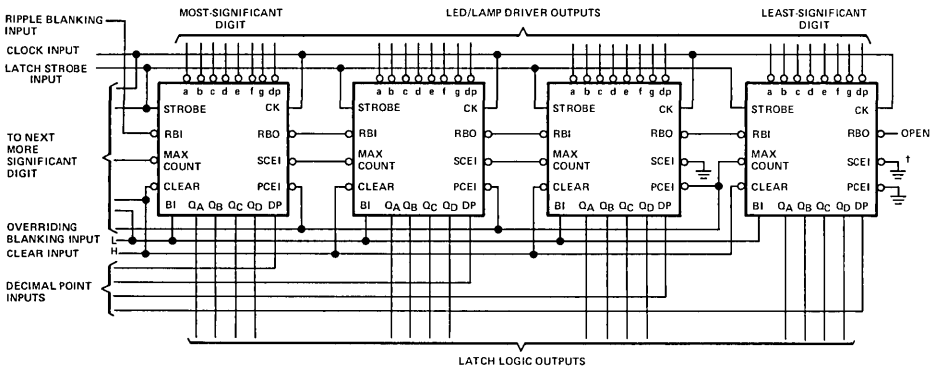 MOST-SIGNIFICANT DIGIT
LED/LAMP DRIVER OUTPUTS
LEAST-SIGNIFICANT DIGIT
RIPPLE BLANKING INPUT
CLOCK INPUT
LATCH STROBE INPUT
TO NEXT MORE SIGNIFICANT DIGIT
OVERRIDING BLANKING INPUT
L
H
CLEAR INPUT
DECIMAL POINT INPUTS
a b c d e f g dp
STROBE CK
RBI RBO
MAX COUNT SCEI
CLEAR PCEI
BI QA QB QC QD DP
a b c d e f g dp
STROBE CK
RBI RBO
MAX COUNT SCEI
CLEAR PCEI
BI QA QB QC QD DP
a b c d e f g dp
STROBE CK
RBI RBO
MAX COUNT SCEI
CLEAR PCEI
BI QA QB QC QD DP
a b c d e f g dp
STROBE CK
RBI RBO OPEN
MAX COUNT SCEI †
CLEAR PCEI
BI QA QB QC QD DP
LATCH LOGIC OUTPUTS